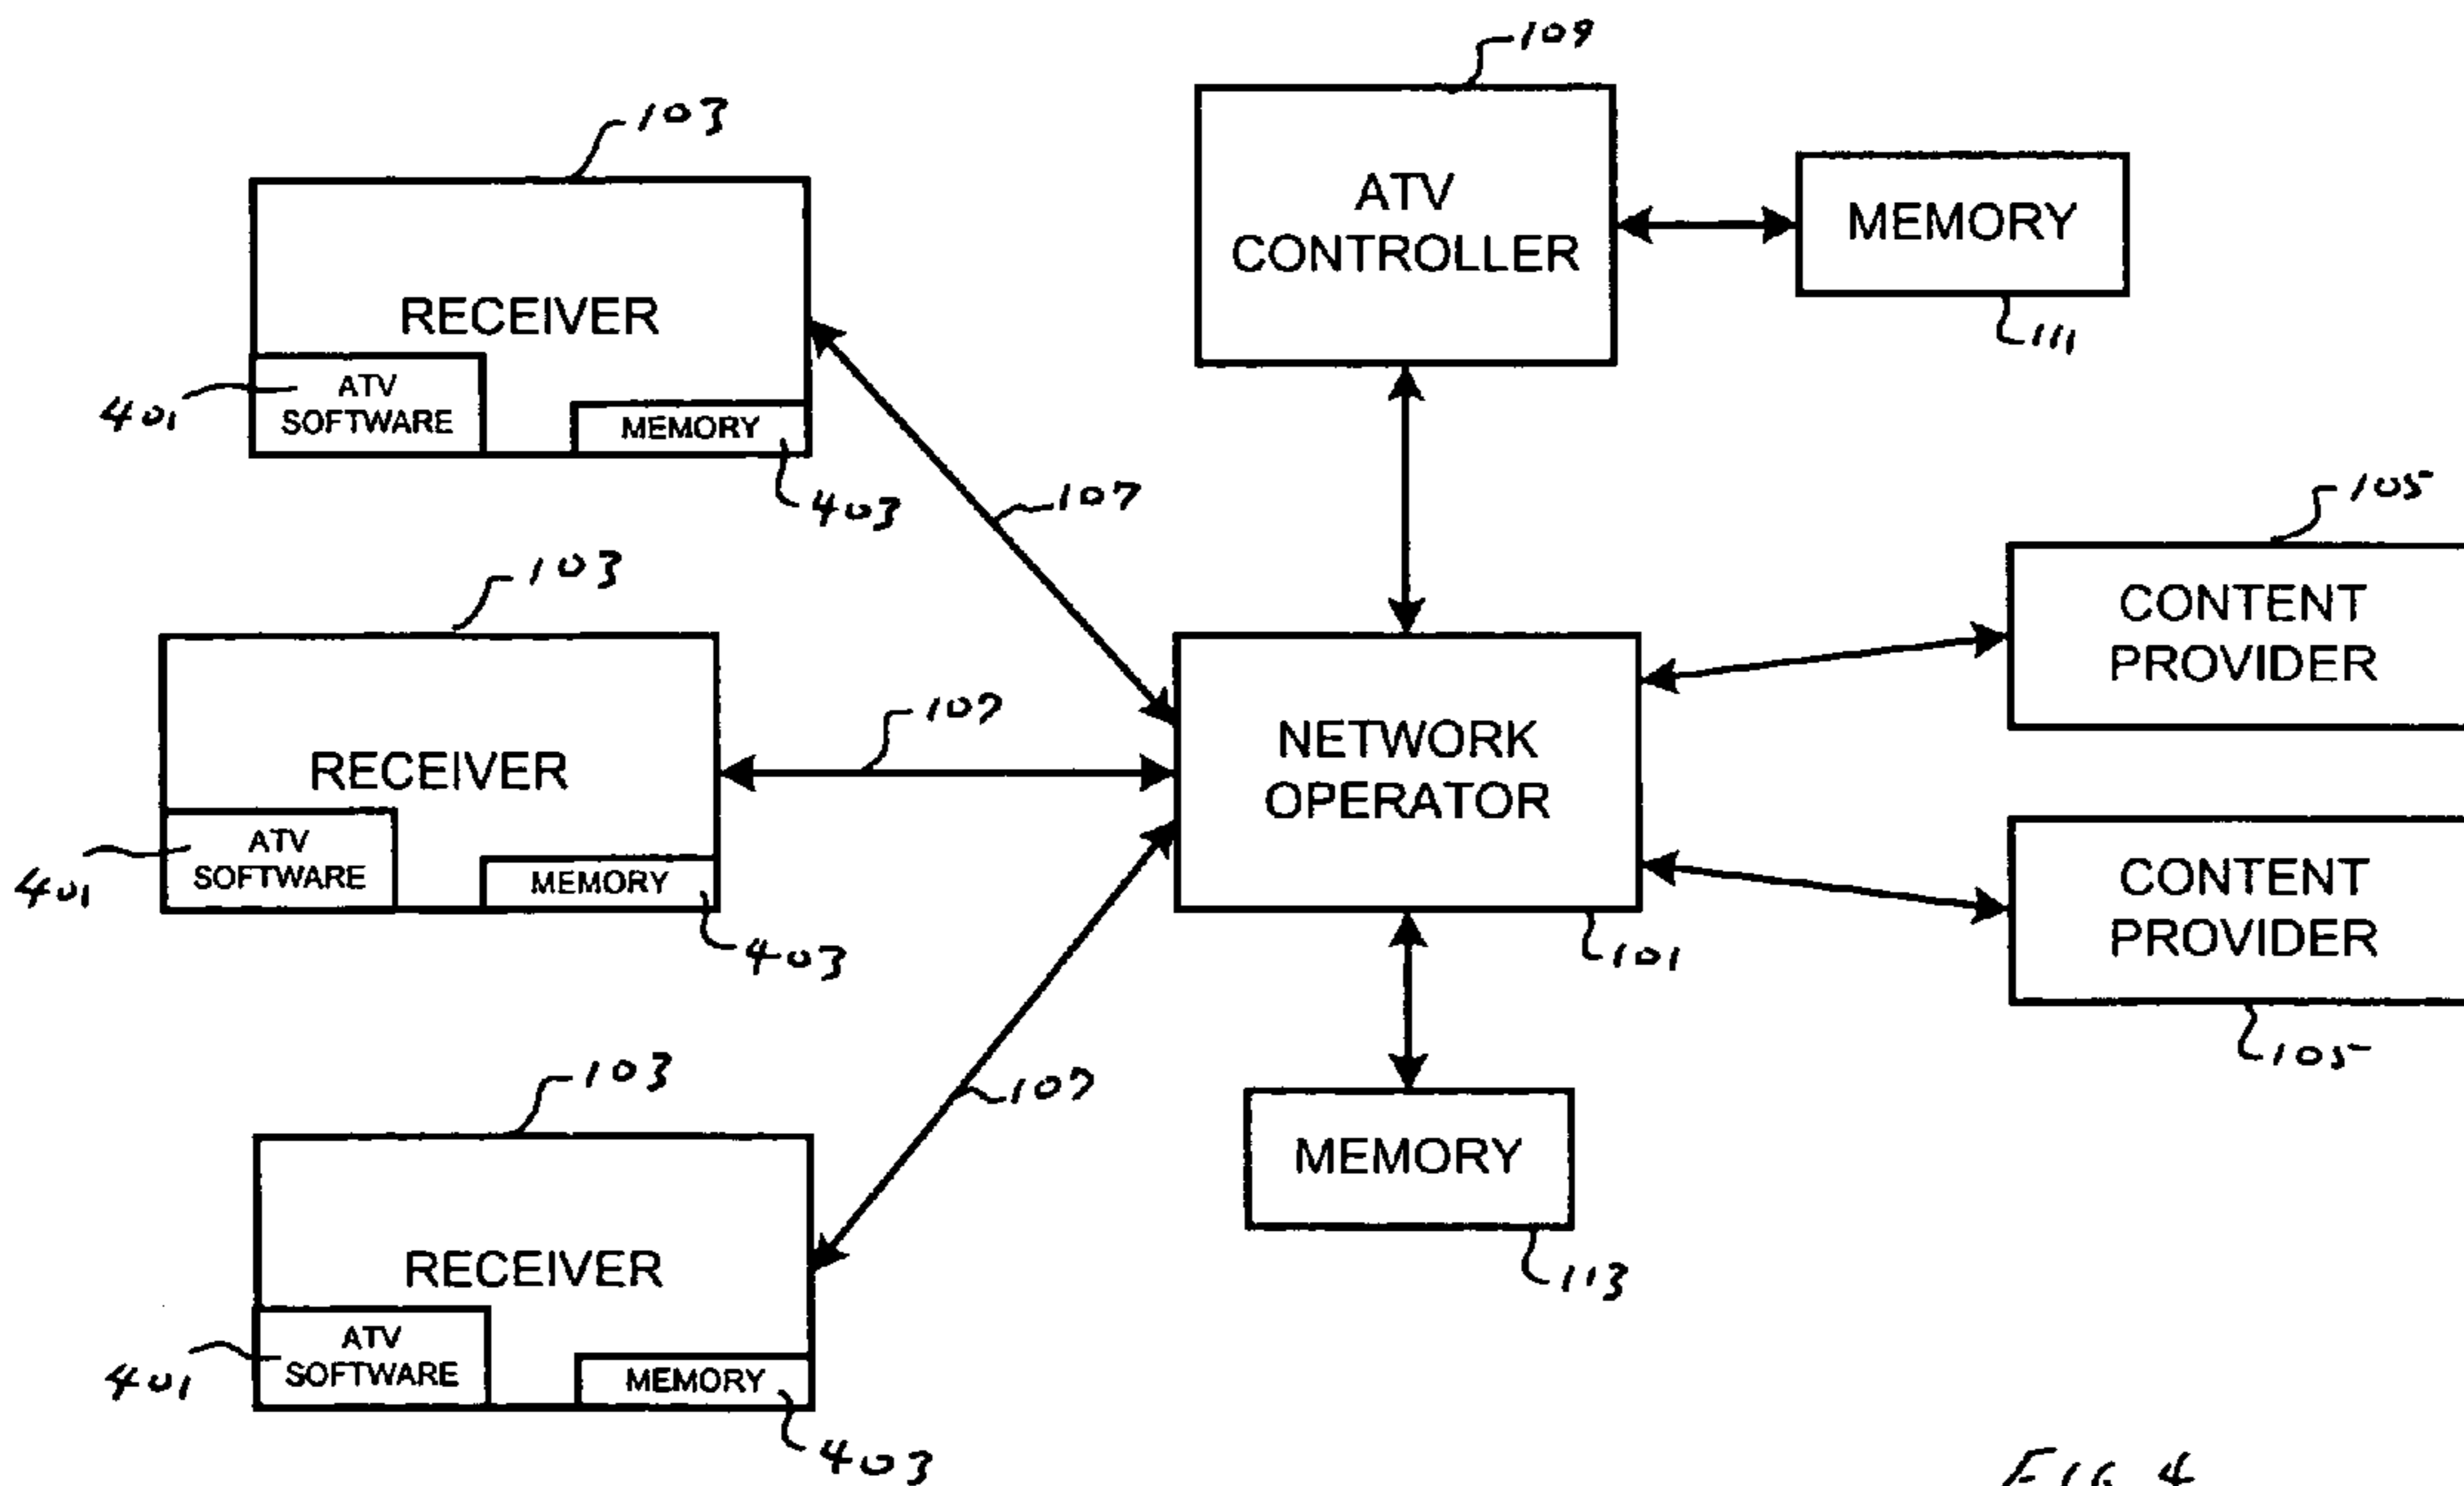 109
103
ATV
CONTROLLER
MEMORY
111
RECEIVER
ATV
SOFTWARE
MEMORY
401
403
107
105
CONTENT
PROVIDER
103
RECEIVER
ATV
SOFTWARE
MEMORY
401
403
107
NETWORK
OPERATOR
101
CONTENT
PROVIDER
105
103
107
MEMORY
113
RECEIVER
ATV
SOFTWARE
MEMORY
401
403
FIG 4